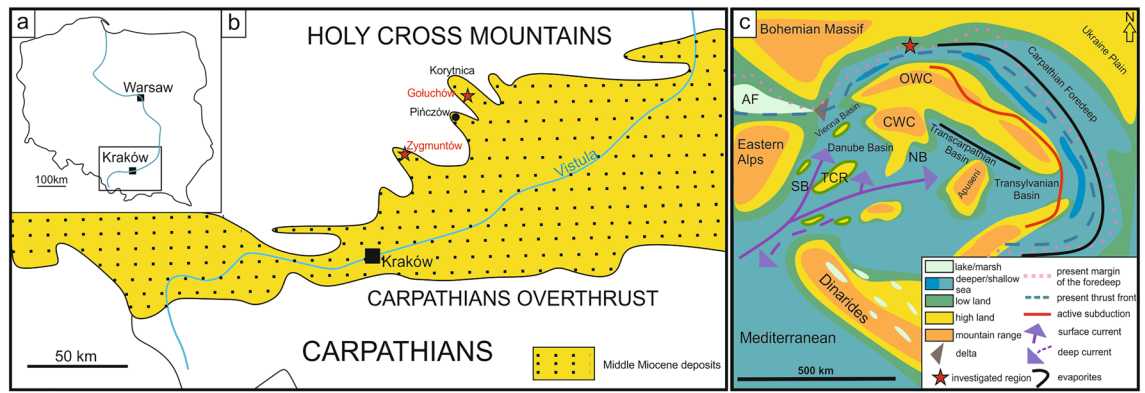 a
Warsaw
Kraków
100km
b
HOLY CROSS MOUNTAINS
Korytnica
Gołuchów
Pińczów
Zygmuntów
Vistula
Kraków
CARPATHIANS OVERTHRUST
CARPATHIANS
50 km
Middle Miocene deposits
c
N
Bohemian Massif
Ukraine Plain
Carpathian Foredeep
OWC
AF
Vienna Basin
CWC
Eastern
Alps
Danube Basin
NB
Transcarpathian
Basin
SB
TCR
Apuseni
Transylvanian
Basin
Dinarides
Mediterranean
500 km
lake/marsh
deeper/shallow
sea
low land
high land
mountain range
delta
investigated region
present margin
of the foredeep
present thrust front
active subduction
surface current
deep current
evaporites